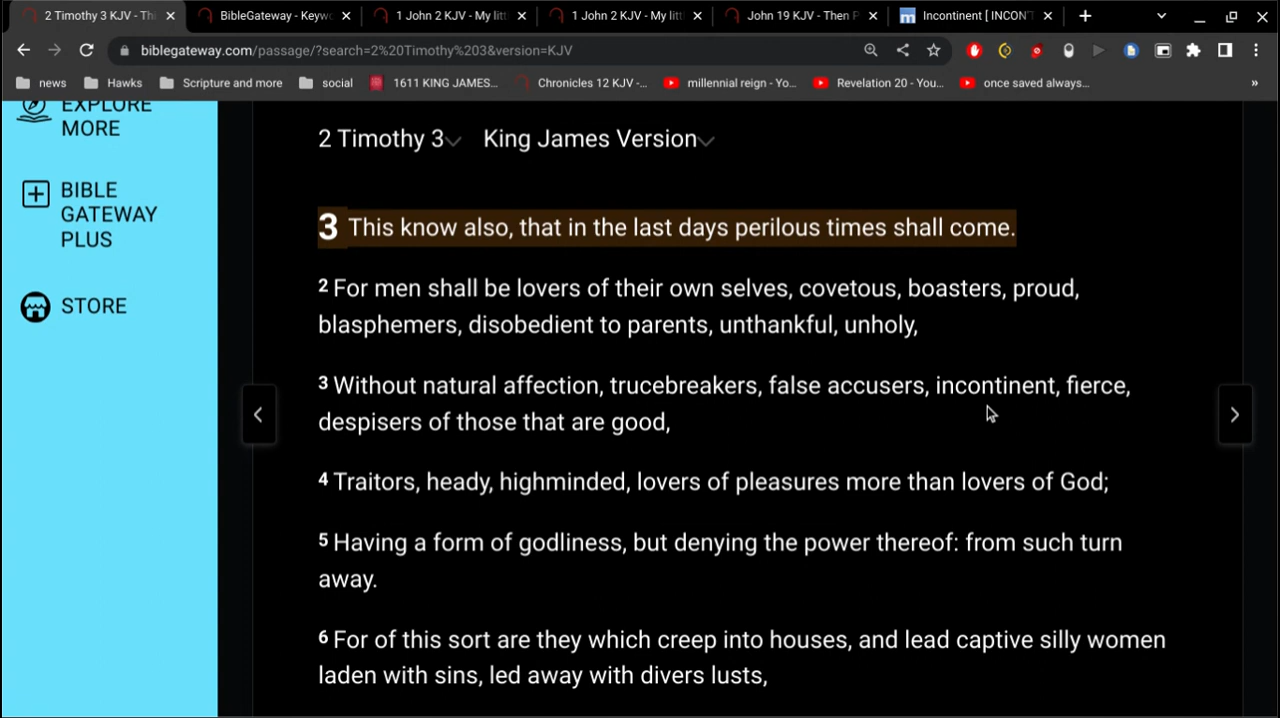 2 Timothy 3 KJV - Th
BibleGateway - Keyw
1 John 2 KJV - My litt
1 John 2 KJV - My litt
John 19 KJV - Then P
Incontinent [ INCON'T
biblegateway.com/passage/?search=2%20Timothy%203&version=KJV
news
Hawks
Scripture and more
social
1611 KING JAMES...
Chronicles 12 KJV -...
millennial reign - Yo...
Revelation 20 - You...
once saved always...
»
EXPLORE
MORE
BIBLE
GATEWAY
PLUS
STORE
2 Timothy 3 King James Version
3 This know also, that in the last days perilous times shall come.
2 For men shall be lovers of their own selves, covetous, boasters, proud,
blasphemers, disobedient to parents, unthankful, unholy,
3 Without natural affection, trucebreakers, false accusers, incontinent, fierce,
despisers of those that are good,
4 Traitors, heady, highminded, lovers of pleasures more than lovers of God;
5 Having a form of godliness, but denying the power thereof: from such turn
away.
6 For of this sort are they which creep into houses, and lead captive silly women
laden with sins, led away with divers lusts,